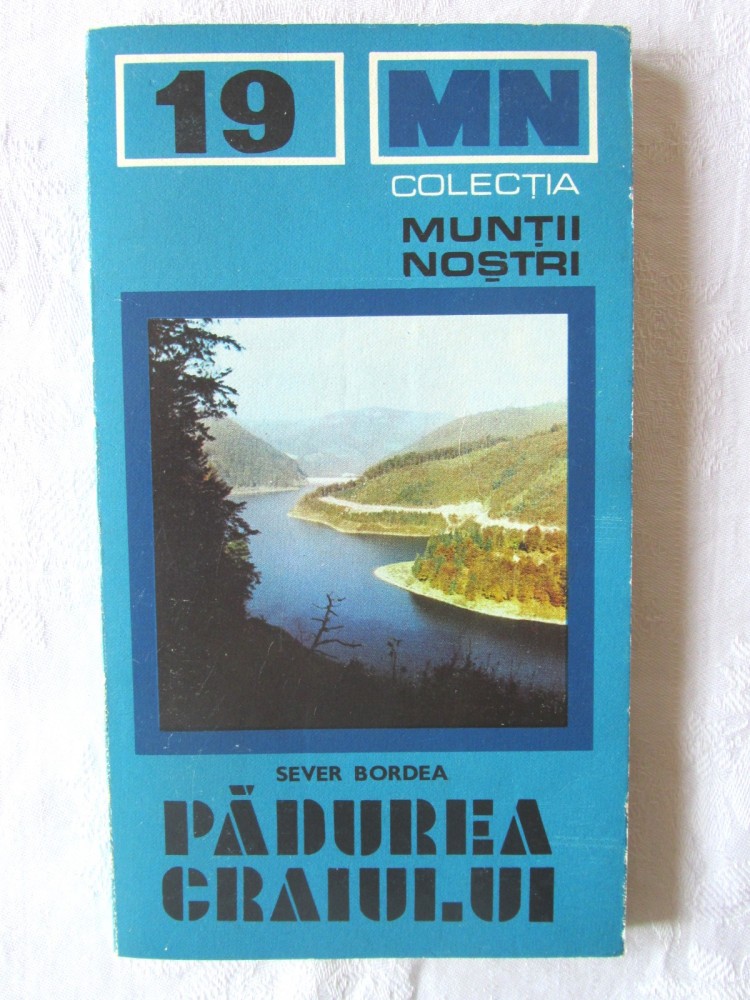 19
MN
COLECȚIA
MUNȚII
NOȘTRI
SEVER BORDEA
PĂDUREA
CRAIULUI